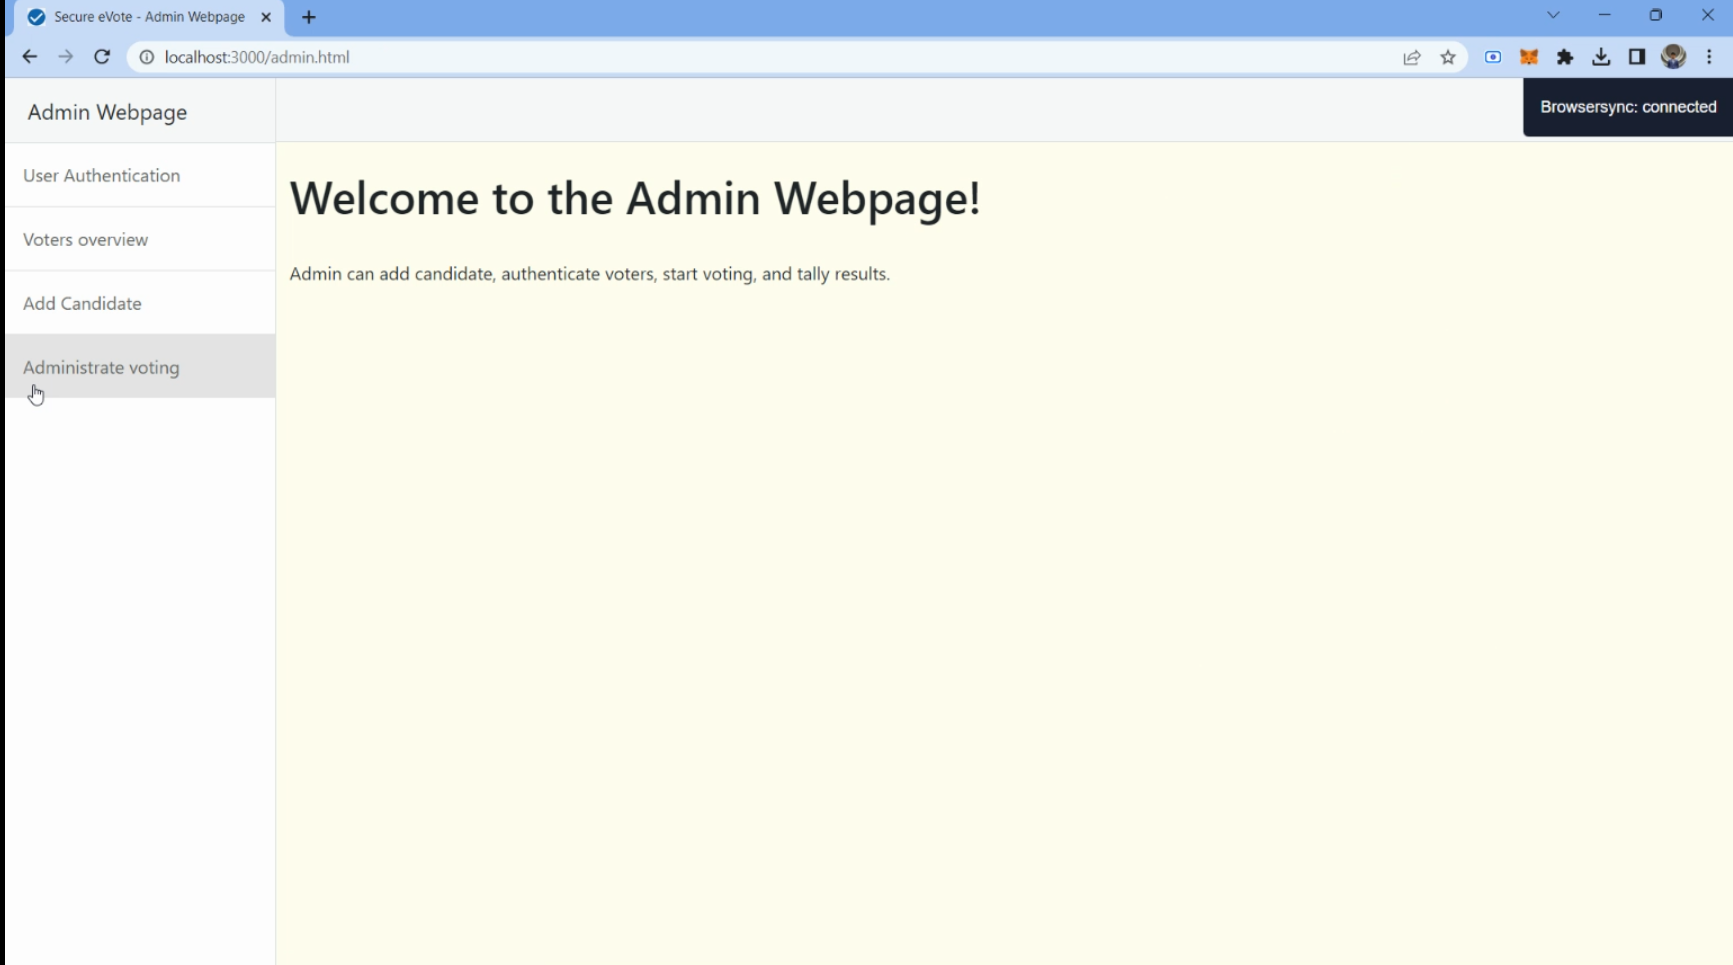 Secure eVote - Admin Webpage
localhost:3000/admin.html
Admin Webpage
Browsersync: connected
User Authentication
Voters overview
Add Candidate
Administrate voting
Welcome to the Admin Webpage!
Admin can add candidate, authenticate voters, start voting, and tally results.